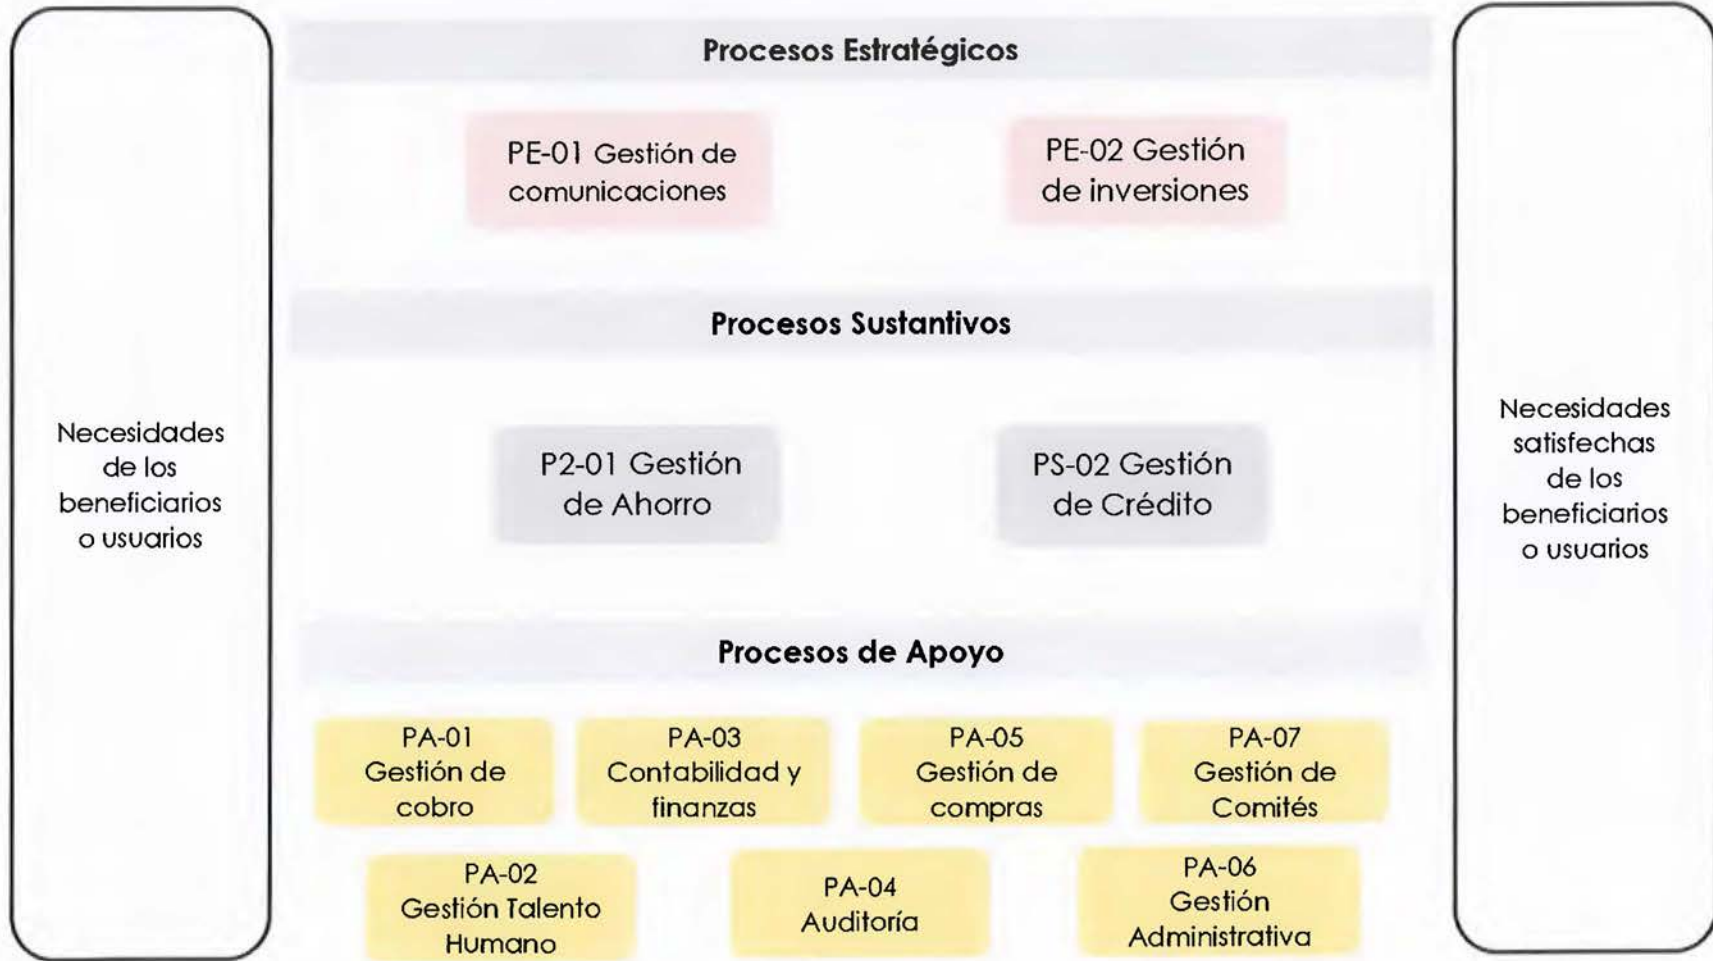 Necesidades
de los
beneficiarios
o usuarios
Procesos Estratégicos
PE-01 Gestión de
comunicaciones
PE-02 Gestión
de inversiones
Procesos Sustantivos
P2-01 Gestión
de Ahorro
PS-02 Gestión
de Crédito
Procesos de Apoyo
PA-01
Gestión de
cobro
PA-03
Contabilidad y
finanzas
PA-05
Gestión de
compras
PA-07
Gestión de
Comités
PA-02
Gestión Talento
Humano
PA-04
Auditoría
PA-06
Gestión
Administrativa
Necesidades
satisfechas
de los
beneficiarios
o usuarios